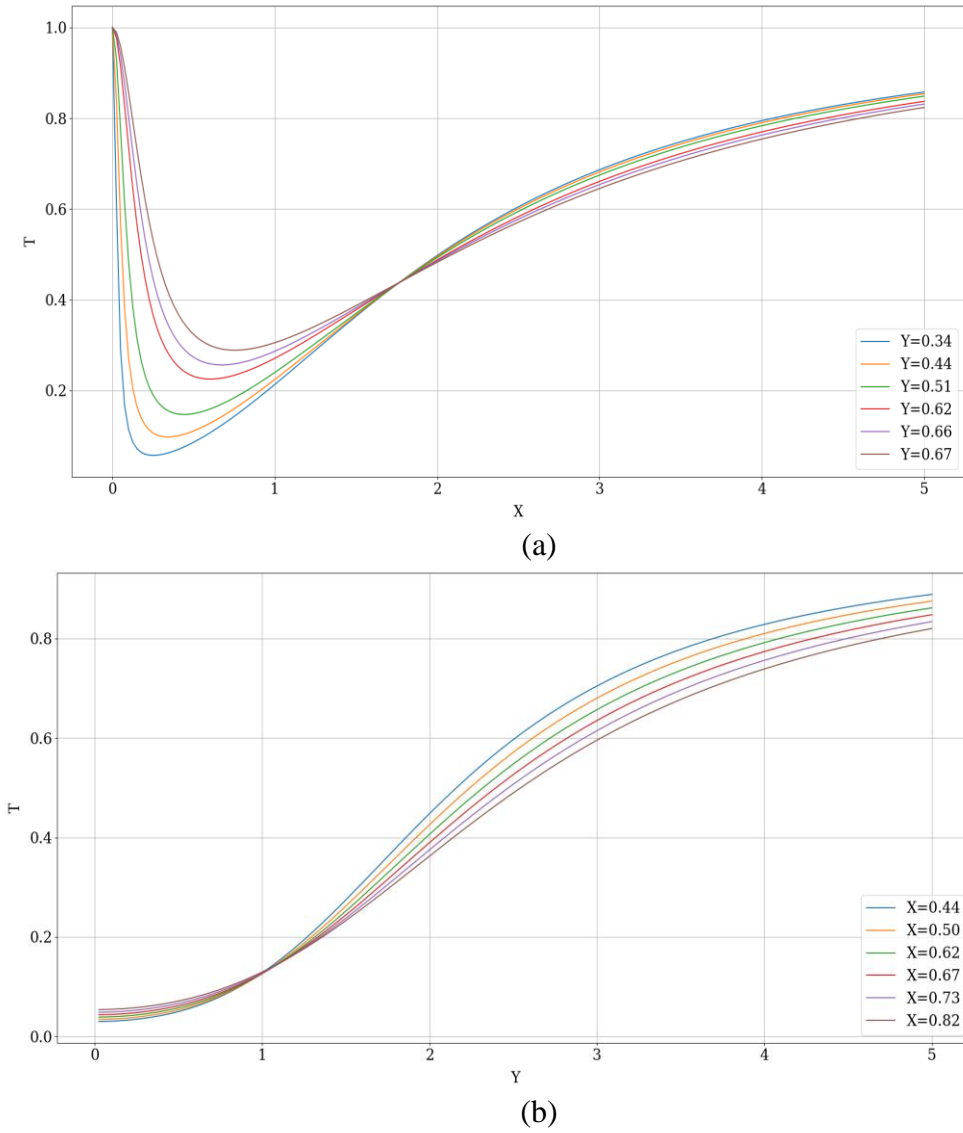 1.0
0.8
0.6
0.4
0.2
T
0 1 2 3 4 5
X
Y=0.34
Y=0.44
Y=0.51
Y=0.62
Y=0.66
Y=0.67
(a)
0.8
0.6
0.4
0.2
0.0
T
0 1 2 3 4 5
Y
X=0.44
X=0.50
X=0.62
X=0.67
X=0.73
X=0.82
(b)